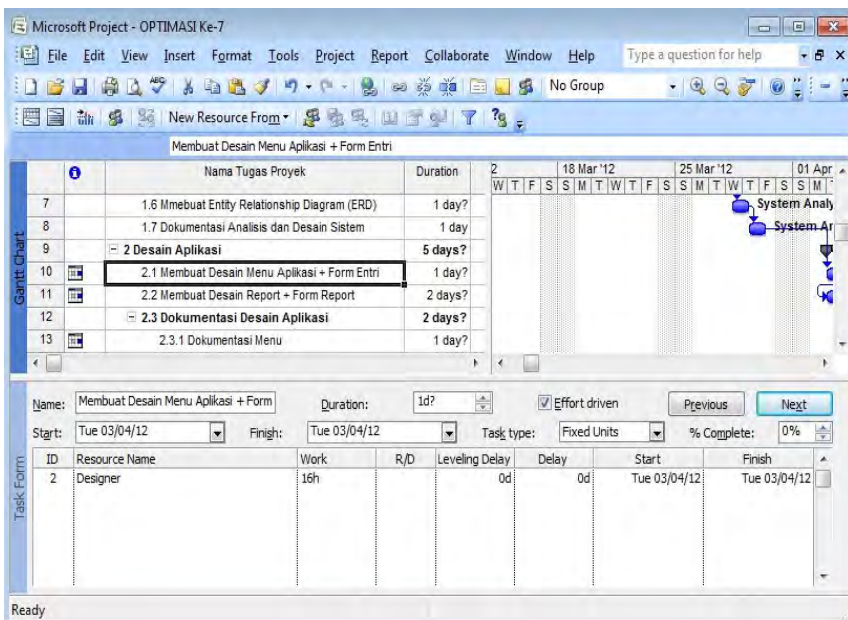 Microsoft Project - OPTIMASI Ke-7
File Edit View Insert Format Tools Project Report Collaborate Window Help Type a question for help
No Group
New Resource From
Membuat Desain Menu Aplikasi + Form Entri
Nama Tugas Proyek Duration 2 18 Mar '12 25 Mar '12 01 Apr
W T F S S M T W T F S S M T W T F S S M
7 1.6 Mmebuat Entity Relationship Diagram (ERD) 1 day? System Analy
8 1.7 Dokumentasi Analisis dan Desain Sistem 1 day System Ar
9 2 Desain Aplikasi 5 days?
10 2.1 Membuat Desain Menu Aplikasi + Form Entri 1 day?
11 2.2 Membuat Desain Report + Form Report 2 days?
12 2.3 Dokumentasi Desain Aplikasi 2 days?
13 2.3.1 Dokumentasi Menu 1 day?
Gantt Chart
Name: Membuat Desain Menu Aplikasi + Form Duration: 1d? Effort driven Previous Next
Start: Tue 03/04/12 Finish: Tue 03/04/12 Task type: Fixed Units % Complete: 0%
ID Resource Name Work R/D Leveling Delay Delay Start Finish
2 Designer 16h 0d 0d Tue 03/04/12 Tue 03/04/12
Task Form
Ready